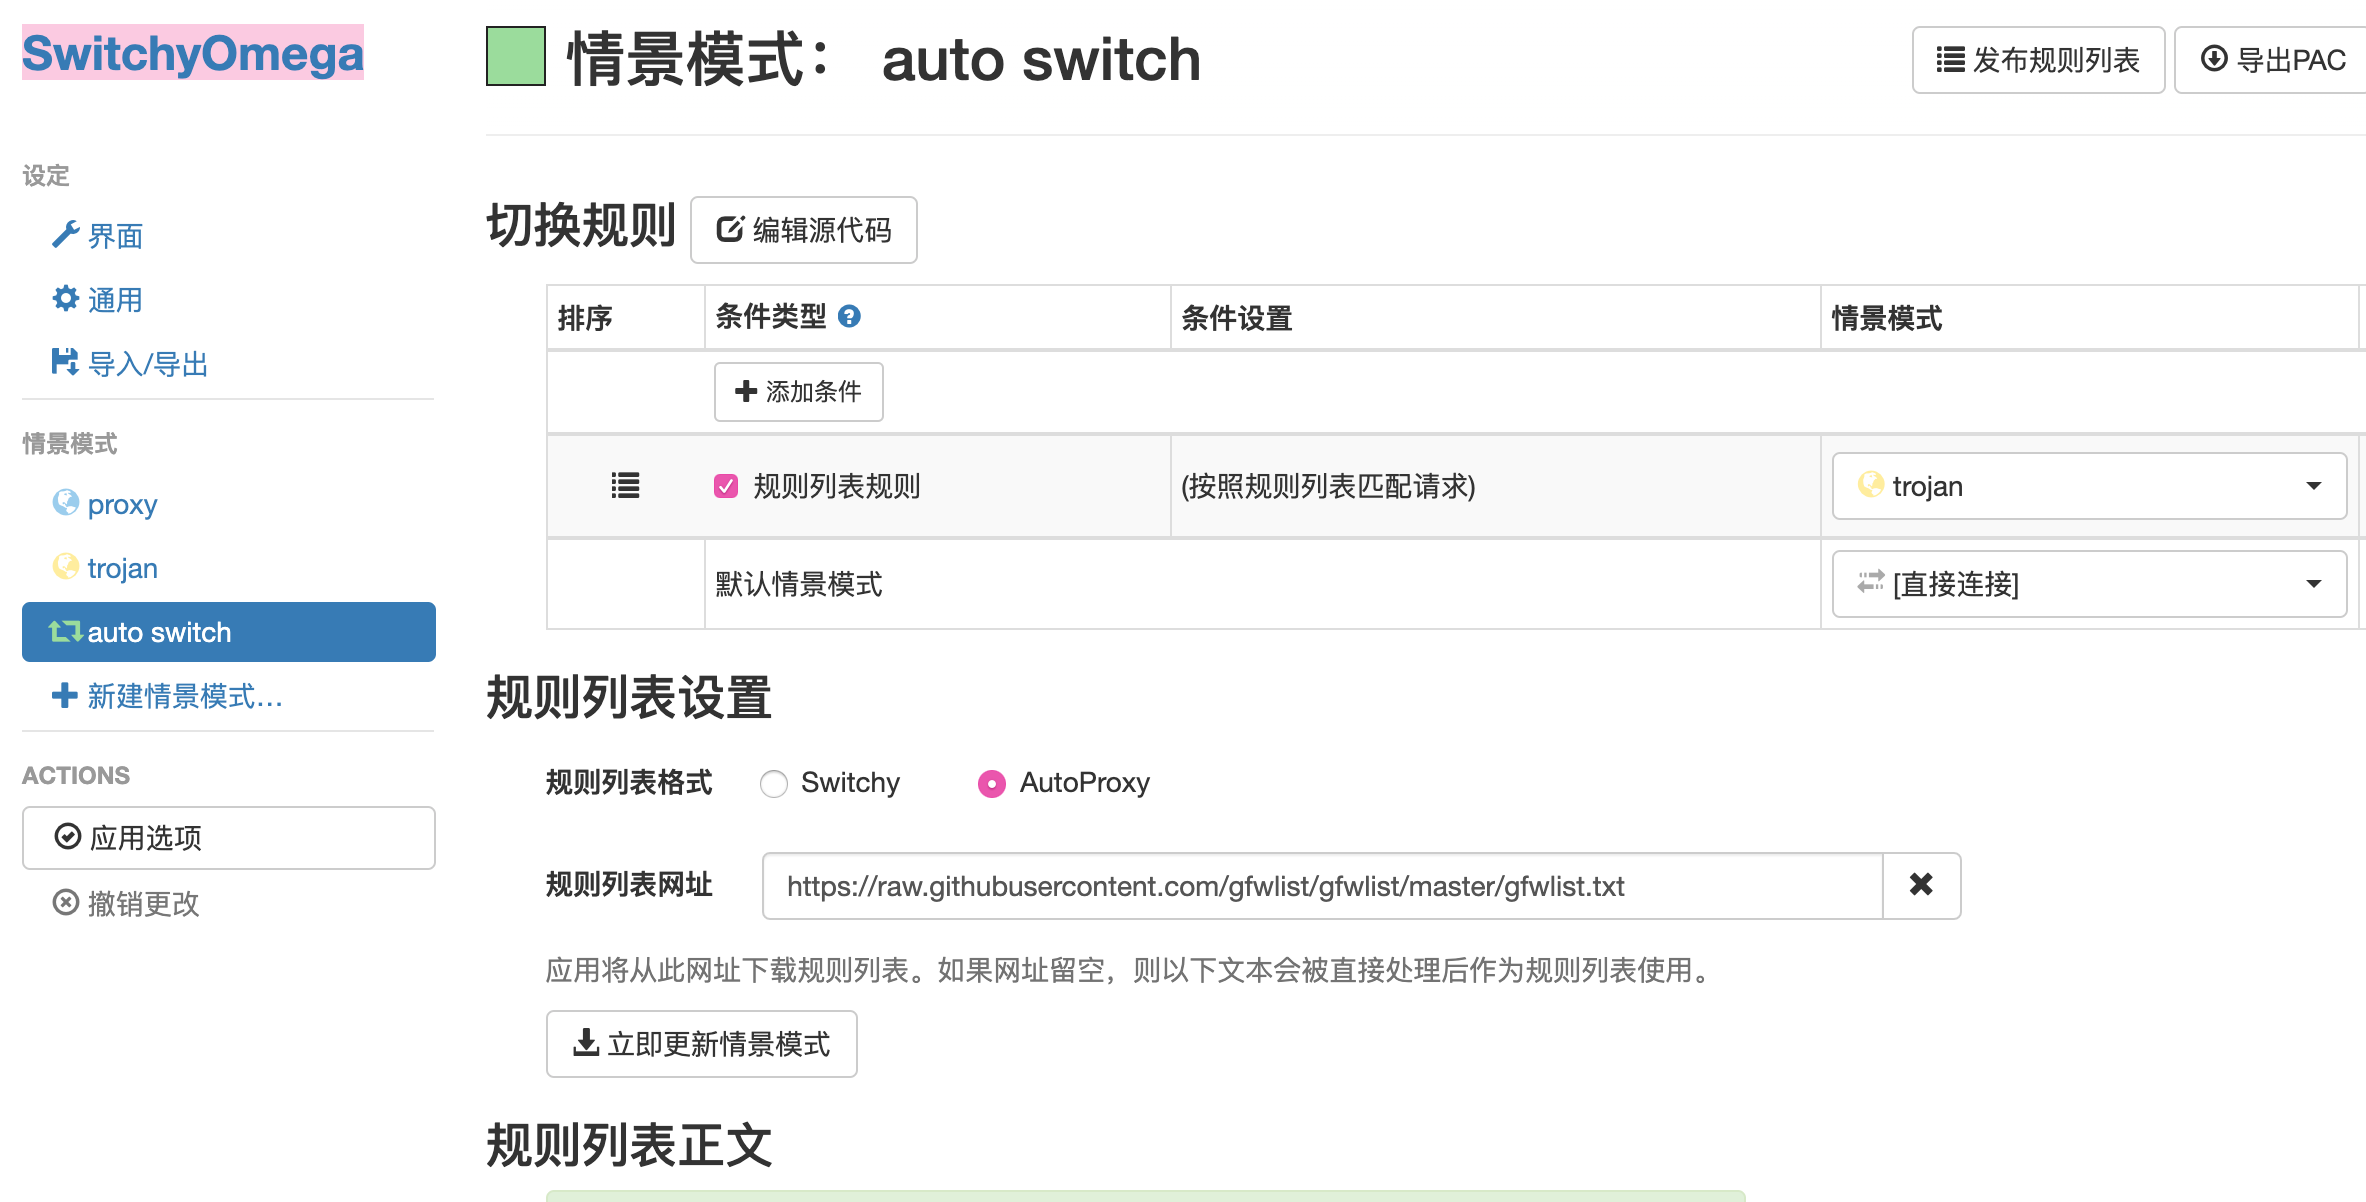 SwitchyOmega
设定
界面
通用
导入/导出
情景模式
proxy
trojan
auto switch
新建情景模式...
ACTIONS
应用选项
撤销更改
情景模式： auto switch
发布规则列表 导出PAC
切换规则 编辑源代码
排序 条件类型 ? 条件设置 情景模式
添加条件
规则列表规则 (按照规则列表匹配请求) trojan
默认情景模式 [直接连接]
规则列表设置
规则列表格式 Switchy AutoProxy
规则列表网址 https://raw.githubusercontent.com/gfwlist/gfwlist/master/gfwlist.txt
应用将从此网址下载规则列表。如果网址留空，则以下文本会被直接处理后作为规则列表使用。
立即更新情景模式
规则列表正文